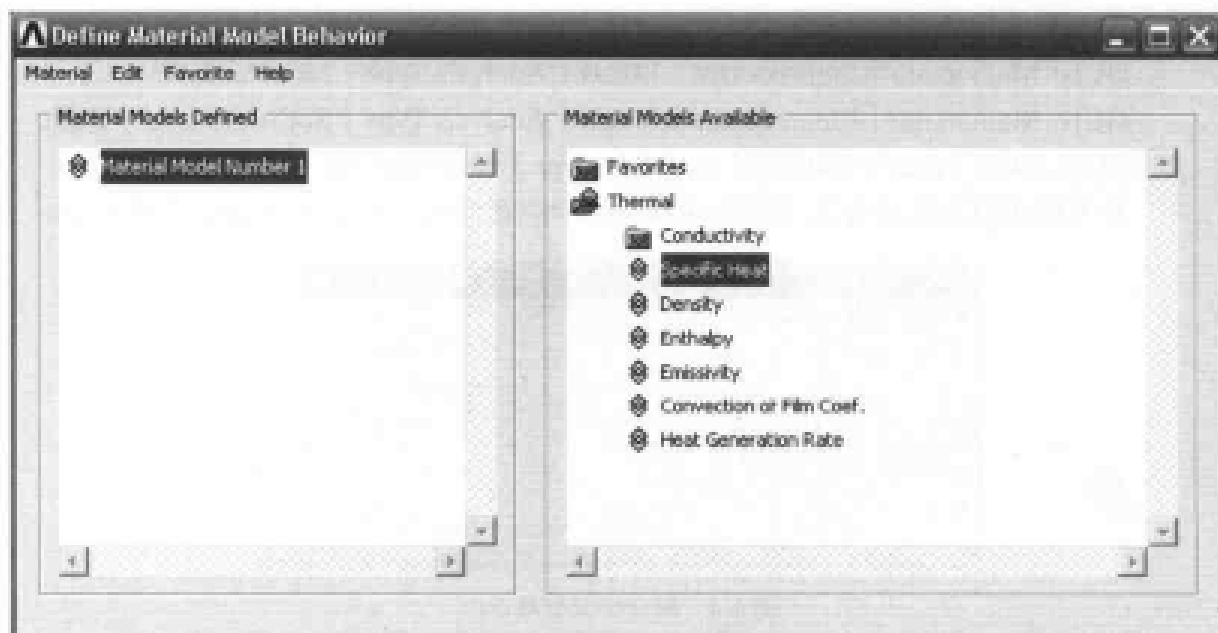 Define Material Model Behavior
Material Edit Favorite Help
Material Models Defined
Material Model Number 1
Material Models Available
Favorites
Thermal
Conductivity
Specific Heat
Density
Enthalpy
Emissivity
Convection or Film Coef.
Heat Generation Rate